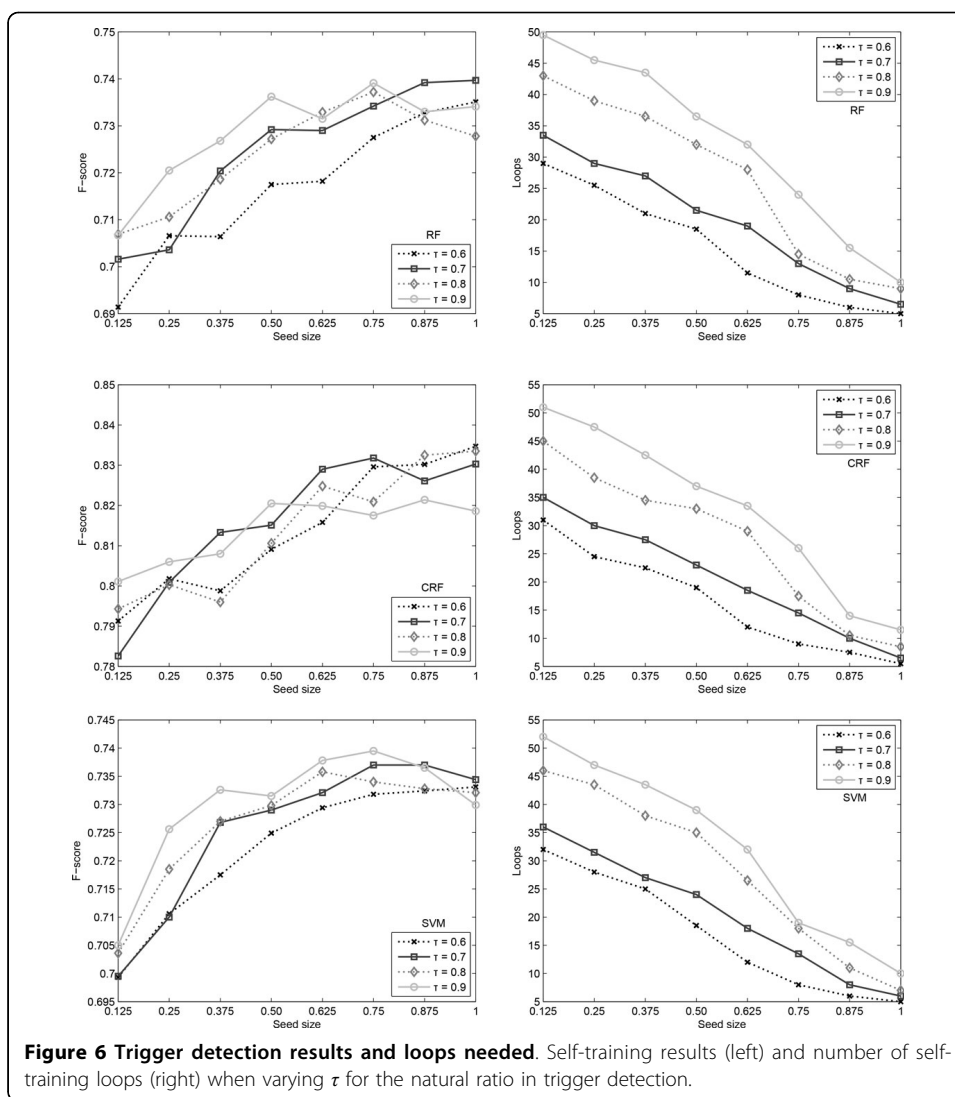 0.75
0.74
0.73
0.72
0.71
0.7
0.69
F-score
0.125 0.25 0.375 0.50 0.625 0.75 0.875 1
Seed size
RF
τ = 0.6
τ = 0.7
τ = 0.8
τ = 0.9
50
45
40
35
30
25
20
15
10
5
Loops
0.125 0.25 0.375 0.50 0.625 0.75 0.875 1
Seed size
τ = 0.6
τ = 0.7
τ = 0.8
τ = 0.9
RF
0.85
0.84
0.83
0.82
0.81
0.8
0.79
0.78
F-score
0.125 0.25 0.375 0.50 0.625 0.75 0.875 1
Seed size
CRF
τ = 0.6
τ = 0.7
τ = 0.8
τ = 0.9
55
50
45
40
35
30
25
20
15
10
5
Loops
0.125 0.25 0.375 0.50 0.625 0.75 0.875 1
Seed size
τ = 0.6
τ = 0.7
τ = 0.8
τ = 0.9
CRF
0.745
0.74
0.735
0.73
0.725
0.72
0.715
0.71
0.705
0.7
0.695
F-score
0.125 0.25 0.375 0.50 0.625 0.75 0.875 1
Seed size
SVM
τ = 0.6
τ = 0.7
τ = 0.8
τ = 0.9
55
50
45
40
35
30
25
20
15
10
5
Loops
0.125 0.25 0.375 0.50 0.625 0.75 0.875 1
Seed size
τ = 0.6
τ = 0.7
τ = 0.8
τ = 0.9
SVM
Figure 6 Trigger detection results and loops needed. Self-training results (left) and number of self-
training loops (right) when varying τ for the natural ratio in trigger detection.